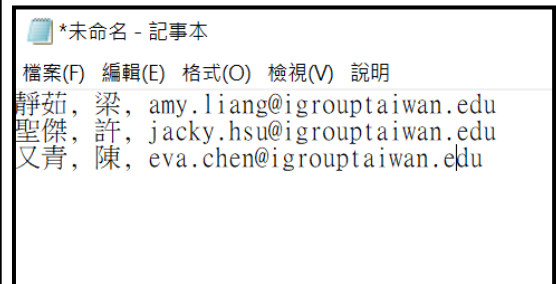 *未命名 - 記事本
檔案(F) 編輯(E) 格式(O) 檢視(V) 說明
靜茹, 梁, amy.liang@igrouptaiwan.edu
聖傑, 許, jacky.hsu@igrouptaiwan.edu
又青, 陳, eva.chen@igrouptaiwan.edu